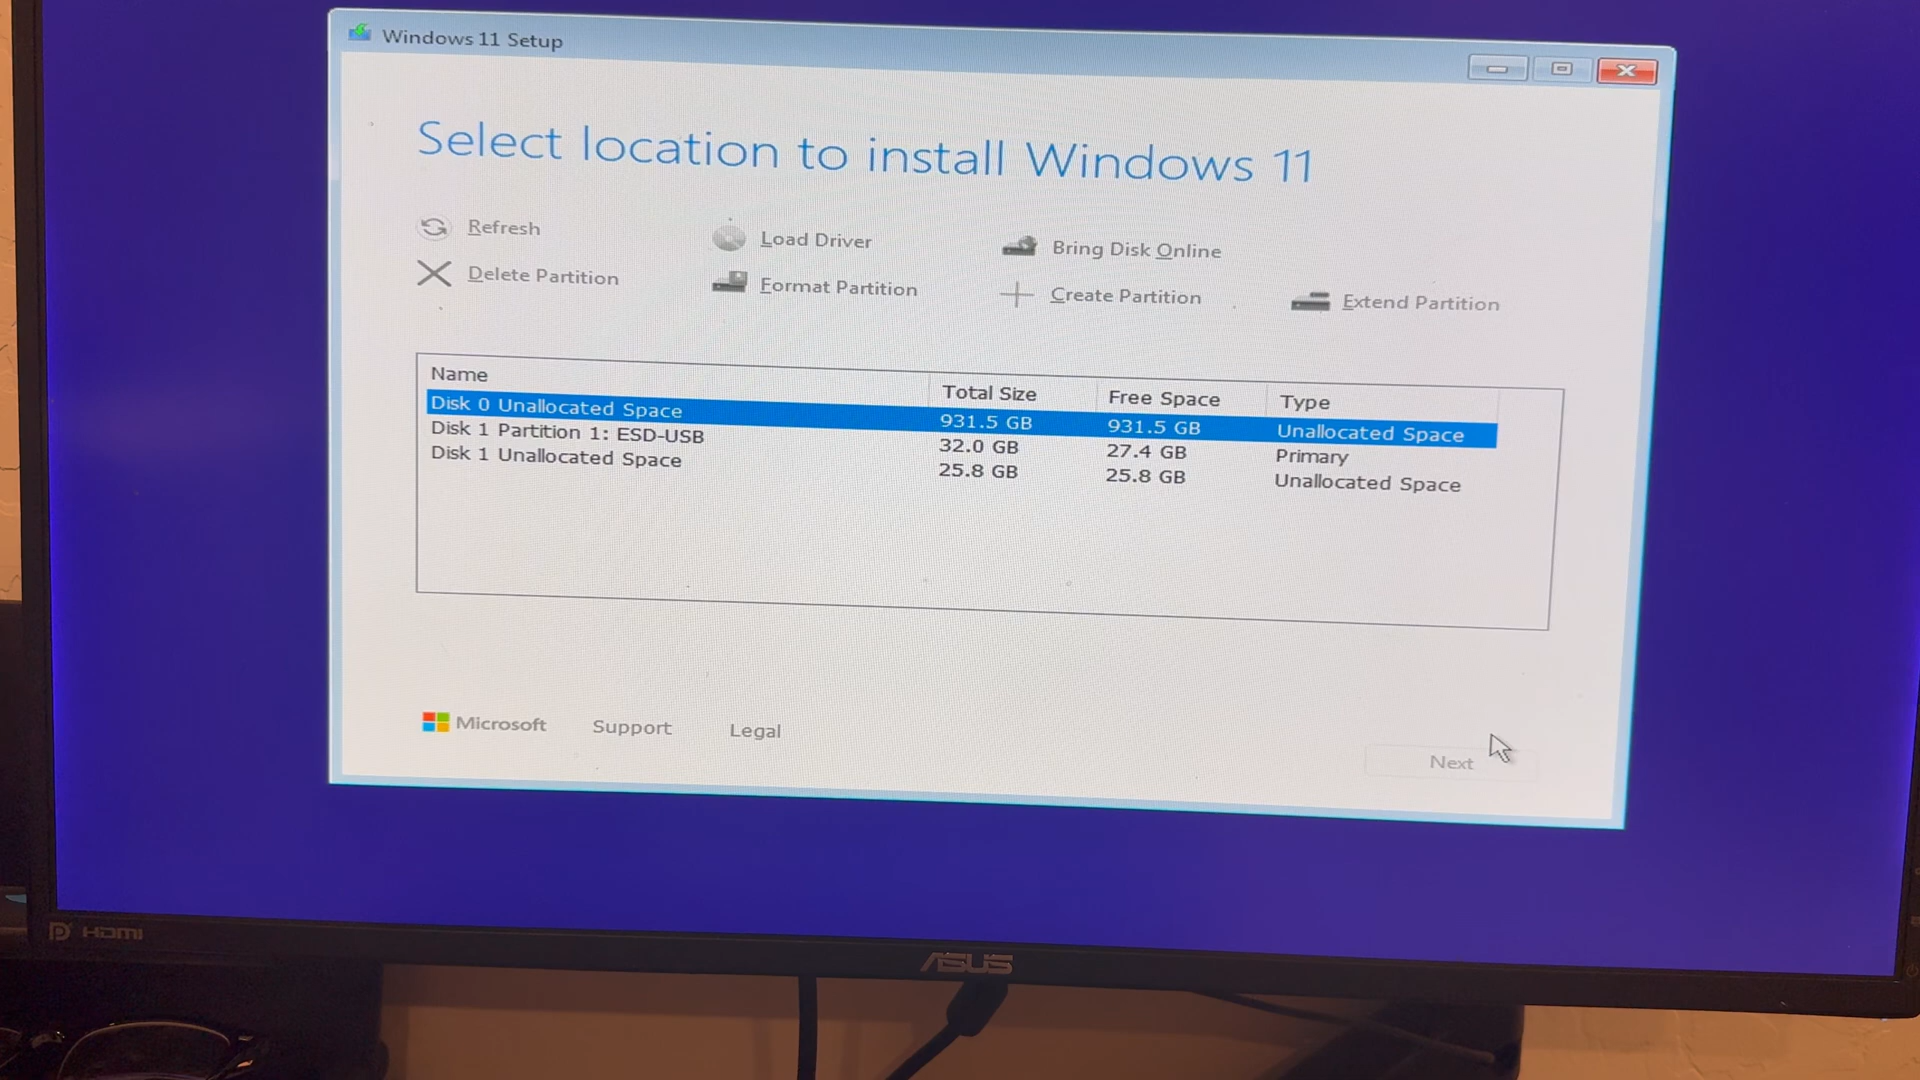 Windows 11 Setup
Select location to install Windows 11
Refresh
Load Driver
Bring Disk Online
Delete Partition
Format Partition
Create Partition
Extend Partition
Name Total Size Free Space Type
Disk 0 Unallocated Space 931.5 GB 931.5 GB Unallocated Space
Disk 1 Partition 1: ESD-USB 32.0 GB 27.4 GB Primary
Disk 1 Unallocated Space 25.8 GB 25.8 GB Unallocated Space
Microsoft Support Legal
Next
HDMI
ASUS